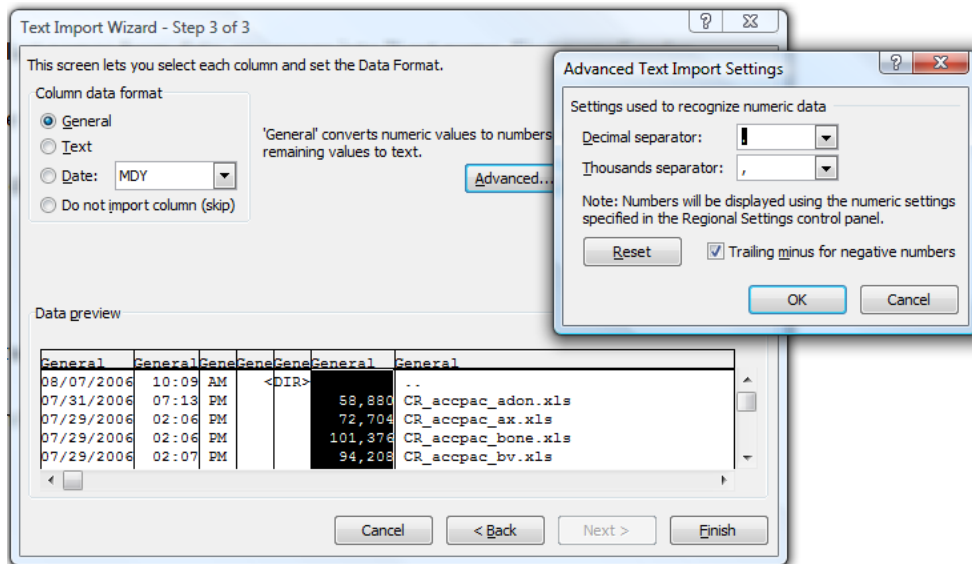 Text Import Wizard - Step 3 of 3
This screen lets you select each column and set the Data Format.
Column data format
General
Text
Date: MDY
Do not import column (skip)
'General' converts numeric values to numbers
remaining values to text.
Advanced...
Advanced Text Import Settings
Settings used to recognize numeric data
Decimal separator: .
Thousands separator: ,
Note: Numbers will be displayed using the numeric settings
specified in the Regional Settings control panel.
Reset Trailing minus for negative numbers
OK Cancel
Data preview
General General Gene Gene Gene General General
08/07/2006 10:09 AM <DIR> ..
07/31/2006 07:13 PM 58,880 CR_accpac_adon.xls
07/29/2006 02:06 PM 72,704 CR_accpac_ax.xls
07/29/2006 02:06 PM 101,376 CR_accpac_bone.xls
07/29/2006 02:07 PM 94,208 CR_accpac_bv.xls
Cancel < Back Next > Finish